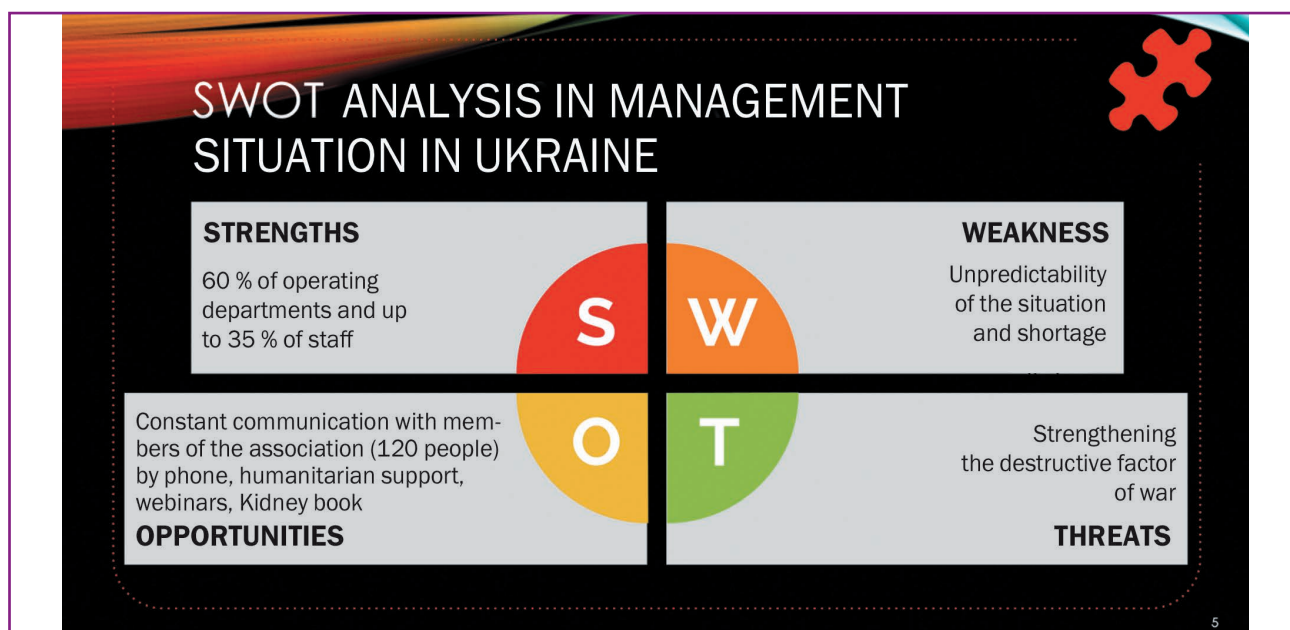 SWOT ANALYSIS IN MANAGEMENT
SITUATION IN UKRAINE
STRENGTHS
60 % of operating
departments and up
to 35 % of staff
S
WEAKNESS
Unpredictability
of the situation
and shortage
W
Constant communication with mem-
bers of the association (120 people)
by phone, humanitarian support,
webinars, Kidney book
OPPORTUNITIES
O
T
Strengthening
the destructive factor
of war
THREATS
5